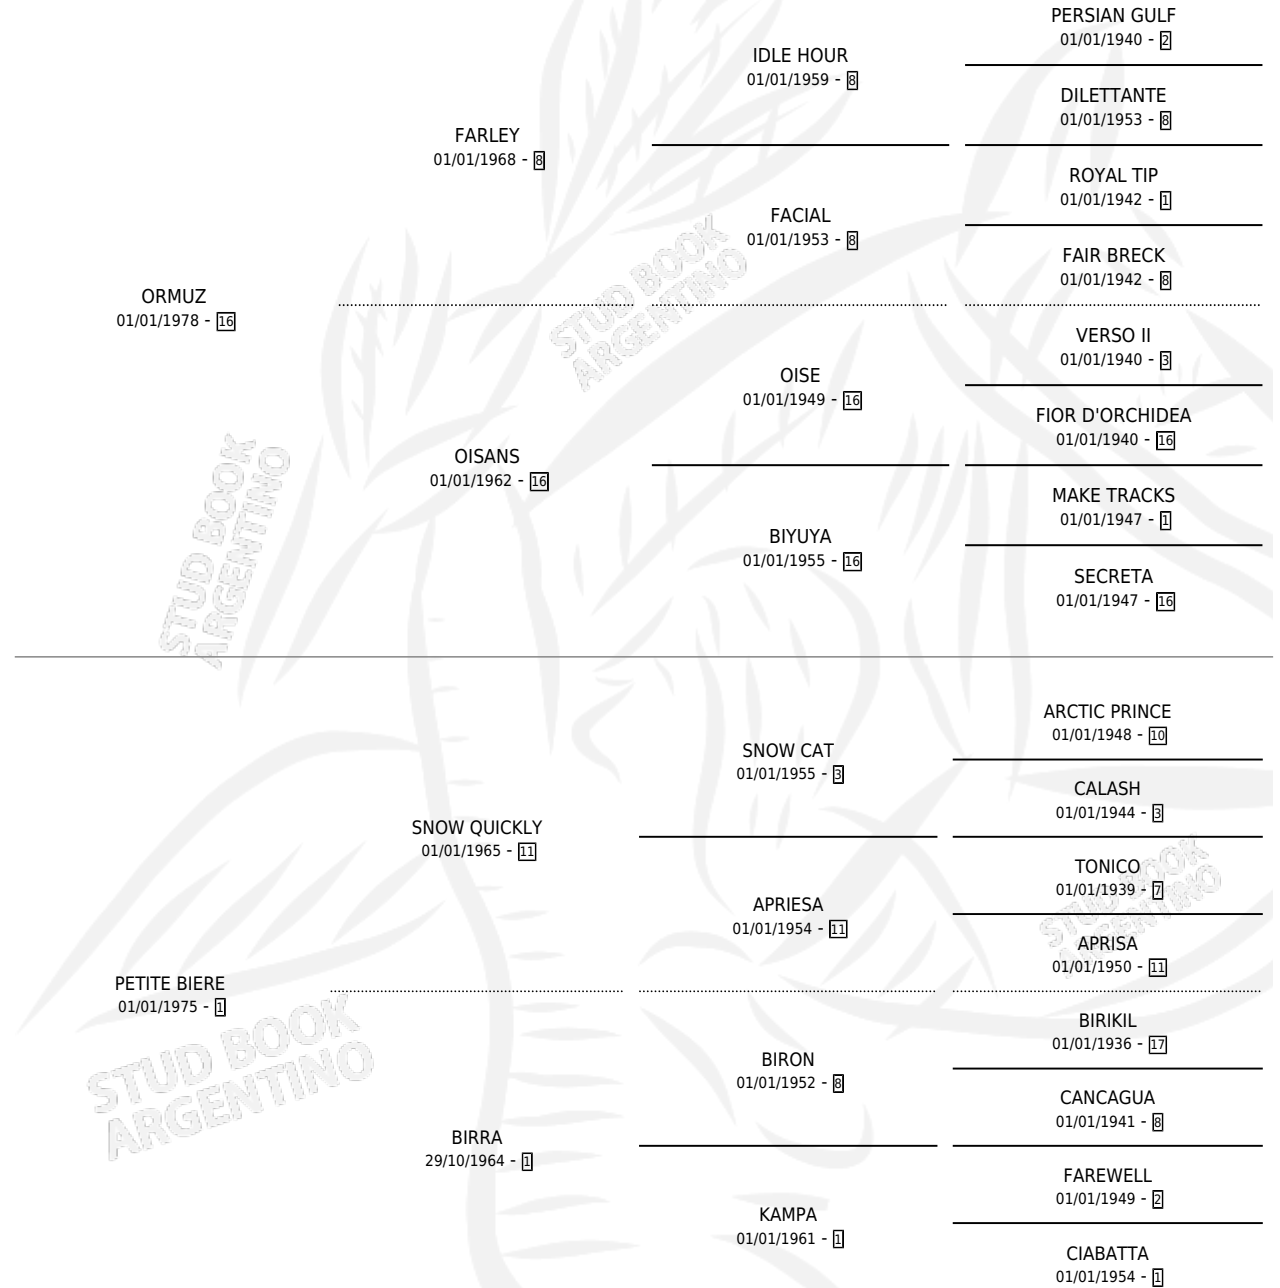 PERSIAN GULF
01/01/1940 - 2
IDLE HOUR
01/01/1959 - 8
DILETTANTE
01/01/1953 - 8
FARLEY
01/01/1968 - 8
ROYAL TIP
01/01/1942 - 1
FACIAL
01/01/1953 - 8
FAIR BRECK
01/01/1942 - 8
ORMUZ
01/01/1978 - 16
VERSO II
01/01/1940 - 3
OISE
01/01/1949 - 16
FIOR D'ORCHIDEA
01/01/1940 - 16
OISANS
01/01/1962 - 16
MAKE TRACKS
01/01/1947 - 1
BIYUYA
01/01/1955 - 16
SECRETA
01/01/1947 - 16
STUD BOOK
ARGENTINO
STUD BOOK
ARGENTINO
ARCTIC PRINCE
01/01/1948 - 10
SNOW CAT
01/01/1955 - 3
CALASH
01/01/1944 - 3
SNOW QUICKLY
01/01/1965 - 11
TONICO
01/01/1939 - 7
APRIESA
01/01/1954 - 11
APRISA
01/01/1950 - 11
PETITE BIERE
01/01/1975 - 1
BIRIKIL
01/01/1936 - 17
BIRON
01/01/1952 - 8
CANCAGUA
01/01/1941 - 8
BIRRA
29/10/1964 - 1
FAREWELL
01/01/1949 - 2
KAMPA
01/01/1961 - 1
CIABATTA
01/01/1954 - 1
STUD BOOK
ARGENTINO
STUD BOOK
ARGENTINO